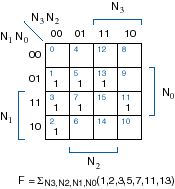 N3
N3 N2
N1 N0
00 01 11 10
00 0 4 12 8
01 1 1 5 1 13 1 9
N0
N1
11 3 1 7 1 15 11 1
10 2 1 6 14 10
N2
F = ΣN3,N2,N1,N0(1,2,3,5,7,11,13)